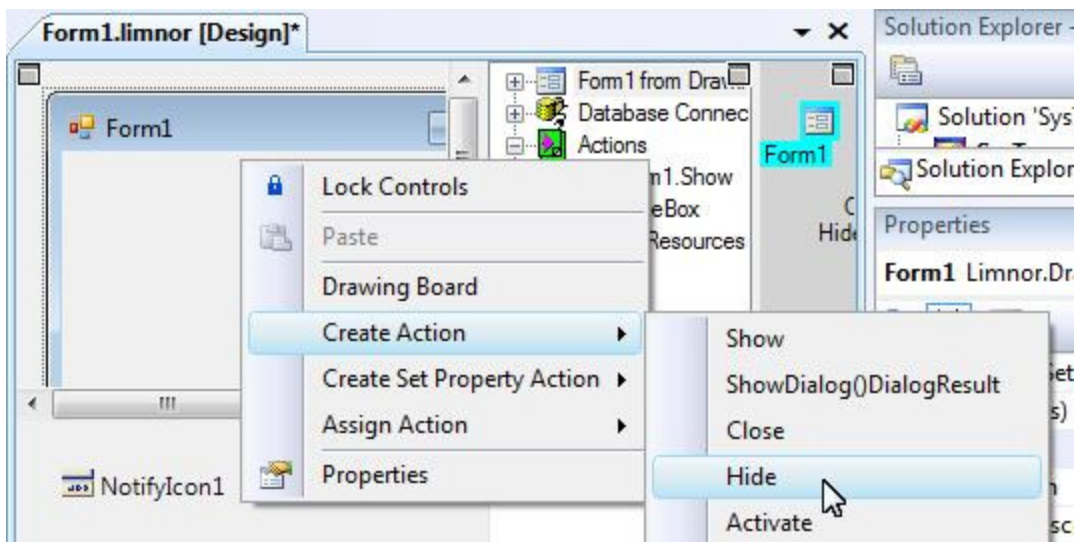 Form1.limnor [Design]*
Solution Explorer -
Form1
Form1 from Draw...
Database Connec
Actions
n1.Show
eBox
Resources
Form1
Hide
Solution 'Sys
Solution Explor
Properties
Form1 Limnor.Dra
Lock Controls
Paste
Drawing Board
Create Action
Create Set Property Action
Assign Action
Properties
Show
ShowDialog()DialogResult
Close
Hide
Activate
NotifyIcon1